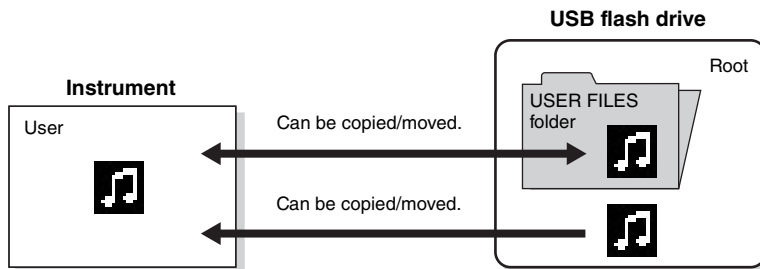 USB flash drive
Root
Instrument
USER FILES
folder
User
Can be copied/moved.
Can be copied/moved.